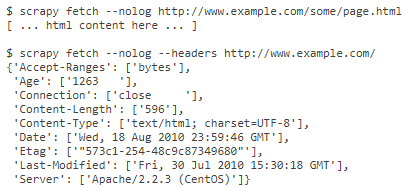 $ scrapy fetch --nolog http://www.example.com/some/page.html
[ ... html content here ... ]
$ scrapy fetch --nolog --headers http://www.example.com/
{'Accept-Ranges': ['bytes'],
 'Age': ['1263   '],
 'Connection': ['close     '],
 'Content-Length': ['596'],
 'Content-Type': ['text/html; charset=UTF-8'],
 'Date': ['Wed, 18 Aug 2010 23:59:46 GMT'],
 'Etag': ['"573c1-254-48c9c87349680"'],
 'Last-Modified': ['Fri, 30 Jul 2010 15:30:18 GMT'],
 'Server': ['Apache/2.2.3 (CentOS)']}